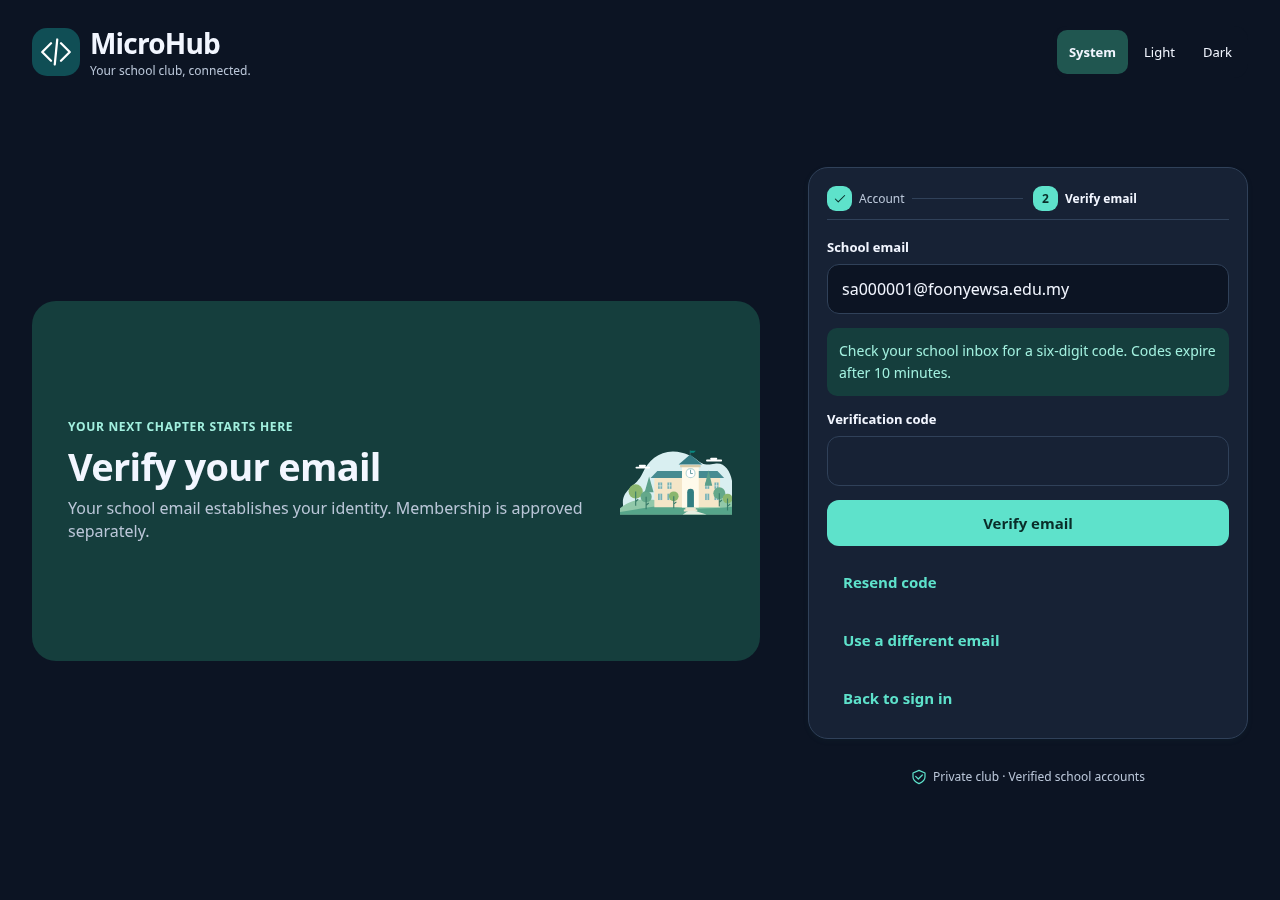 MicroHub
Your school club, connected.
System
Light
Dark
YOUR NEXT CHAPTER STARTS HERE
Verify your email
Your school email establishes your identity. Membership is approved
separately.
Account
2
Verify email
School email
sa000001@foonyewsa.edu.my
Check your school inbox for a six-digit code. Codes expire
after 10 minutes.
Verification code
Verify email
Resend code
Use a different email
Back to sign in
Private club · Verified school accounts